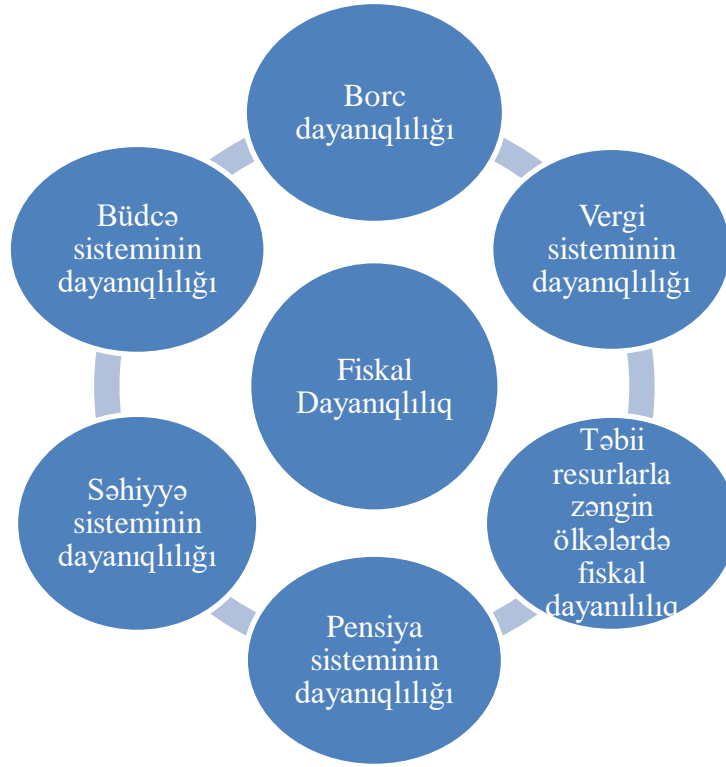 Borc
dayanıqlılığı
Büdcə
sisteminin
dayanıqlılığı
Vergi
sisteminin
dayanıqlılığı
Fiskal
Dayanıqlılıq
Səhiyyə
sisteminin
dayanıqlılığı
Təbii
resurlarla
zəngin
ölkələrdə
fiskal
dayanılılıq
Pensiya
sisteminin
dayanıqlılığı